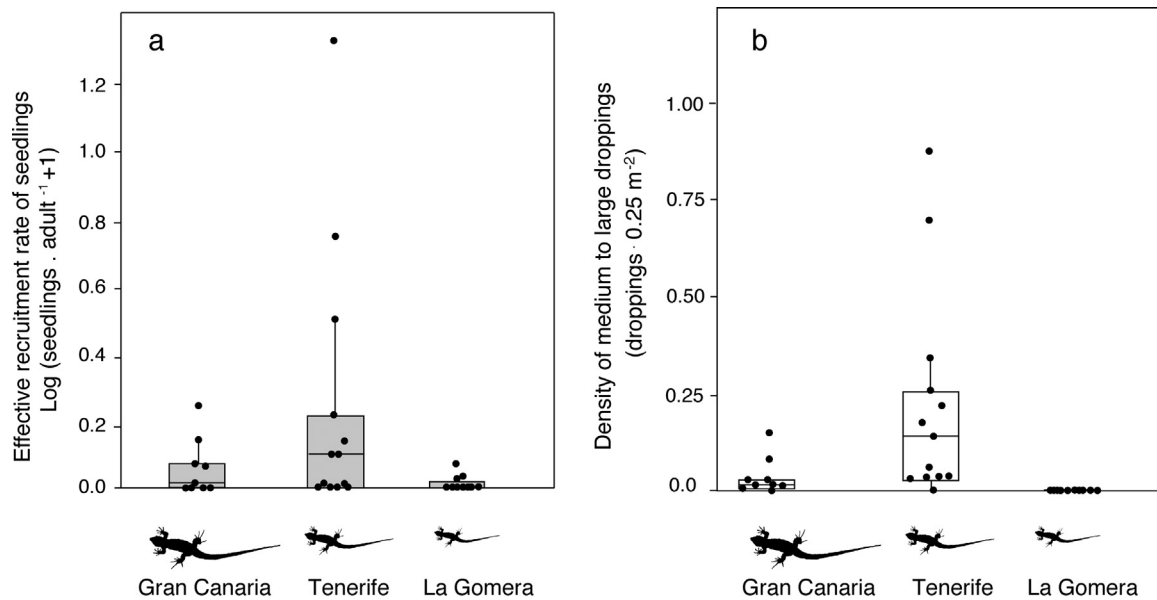 a
Effective recruitment rate of seedlings
Log (seedlings . adult ⁻¹ +1)
1.2
1.0
0.8
0.6
0.4
0.2
0.0
Gran Canaria Tenerife La Gomera
b
Density of medium to large droppings
(droppings · 0.25 m⁻²)
1.00
0.75
0.50
0.25
0.0
Gran Canaria Tenerife La Gomera